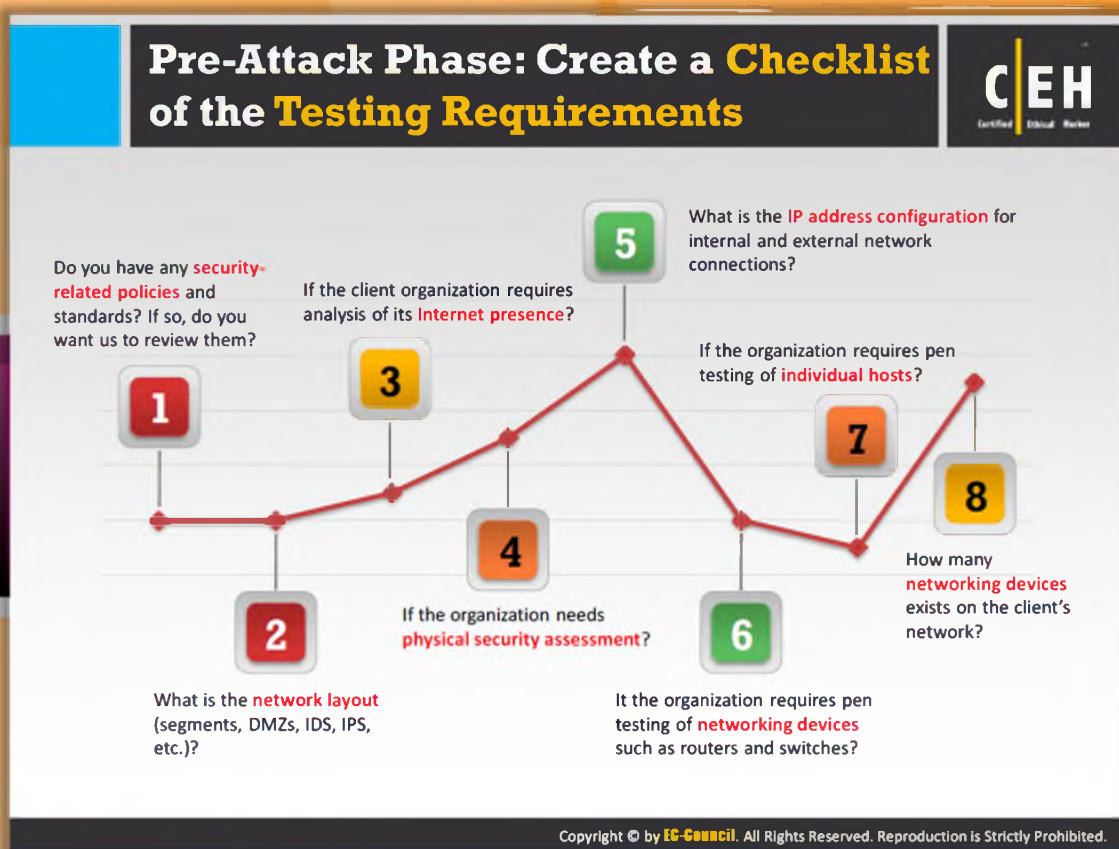 Pre-Attack Phase: Create a Checklist
of the Testing Requirements
C EH
Certified Ethical Hacker
1
Do you have any security-
related policies and
standards? If so, do you
want us to review them?
2
What is the network layout
(segments, DMZs, IDS, IPS,
etc.)?
3
If the client organization requires
analysis of its Internet presence?
4
If the organization needs
physical security assessment?
5
What is the IP address configuration for
internal and external network
connections?
6
It the organization requires pen
testing of networking devices
such as routers and switches?
7
If the organization requires pen
testing of individual hosts?
8
How many
networking devices
exists on the client's
network?
Copyright © by EC-Council. All Rights Reserved. Reproduction is Strictly Prohibited.